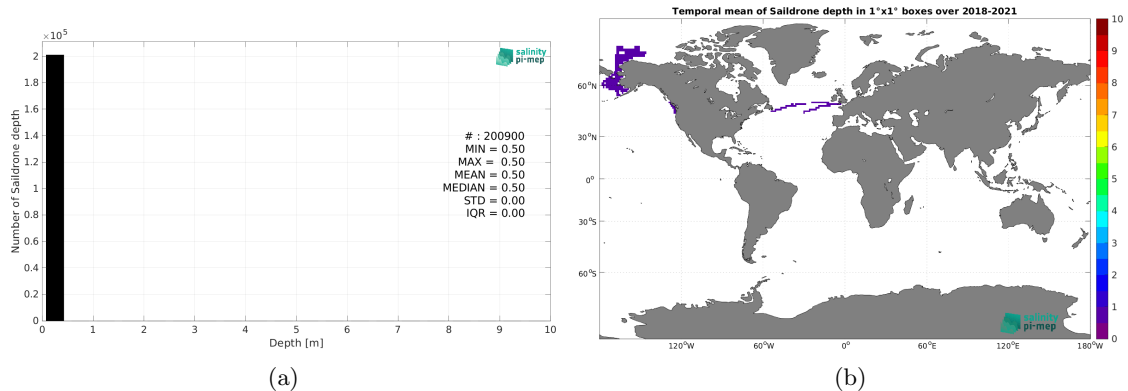 ×10⁵
2
1.8
1.6
1.4
1.2
1
0.8
0.6
0.4
0.2
0
Number of Saildrone depth
salinity
pi-mep
# : 200900
MIN = 0.50
MAX = 0.50
MEAN = 0.50
MEDIAN = 0.50
STD = 0.00
IQR = 0.00
0 1 2 3 4 5 6 7 8 9 10
Depth [m]
(a)
Temporal mean of Saildrone depth in 1°x1° boxes over 2018-2021
60°N
30°N
0°
30°S
60°S
salinity
pi-mep
120°W 60°W 0° 60°E 120°E 180°W
10
9
8
7
6
5
4
3
2
1
0
(b)